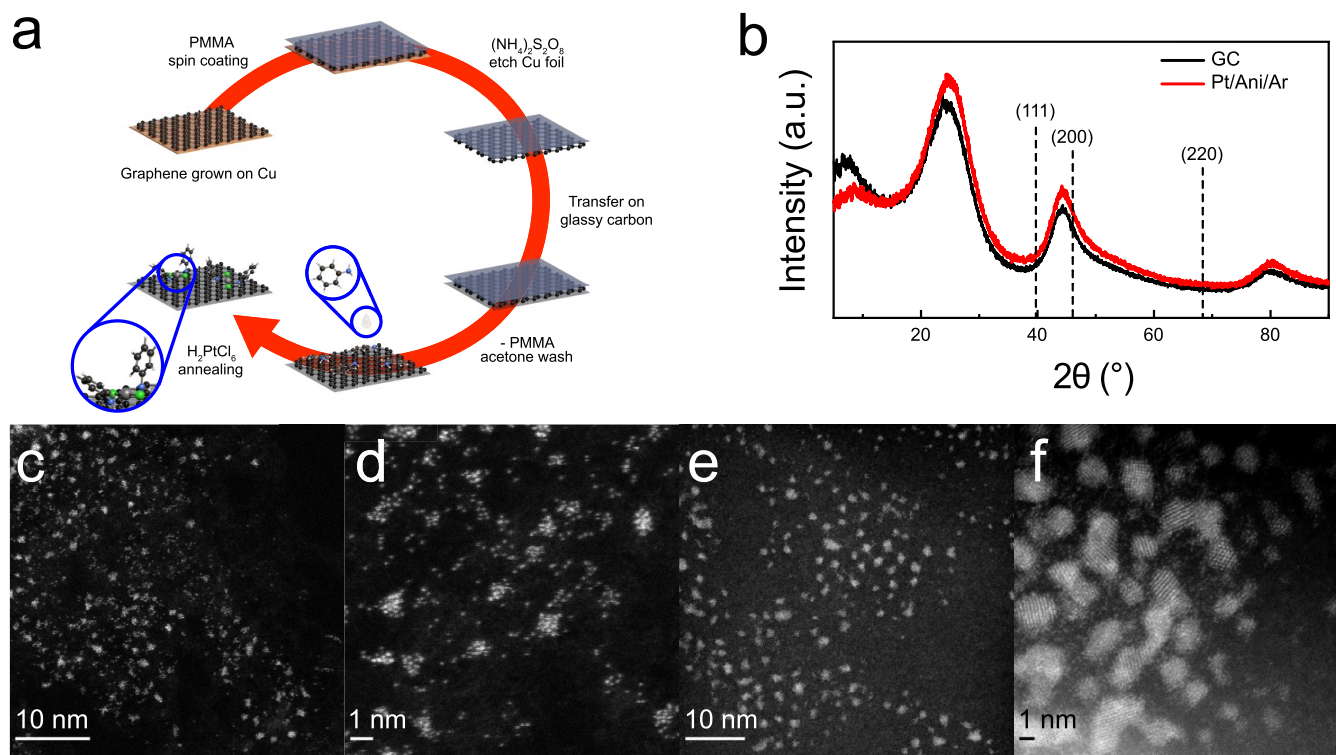 a
PMMA
spin coating
(NH₄)₂S₂O₈
etch Cu foil
Graphene grown on Cu
Transfer on
glassy carbon
- PMMA
acetone wash
H₂PtCl₆
annealing
b
Intensity (a.u.)
GC
Pt/Ani/Ar
(111)
(200)
(220)
20
40
60
80
2θ (°)
c
10 nm
d
1 nm
e
10 nm
f
1 nm